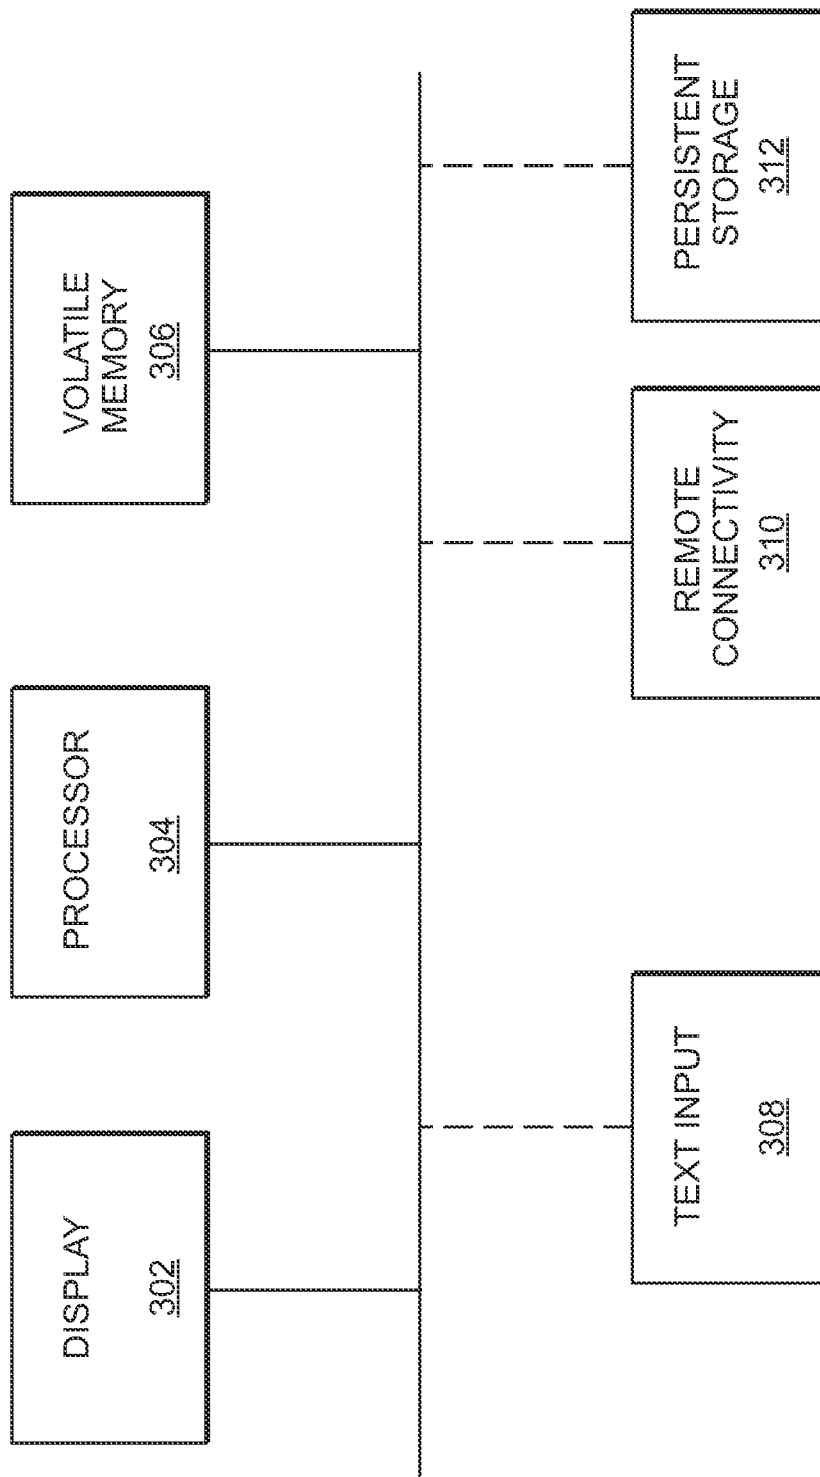 DISPLAY
302
PROCESSOR
304
VOLATILE
MEMORY
306
TEXT INPUT
308
REMOTE
CONNECTIVITY
310
PERSISTENT
STORAGE
312